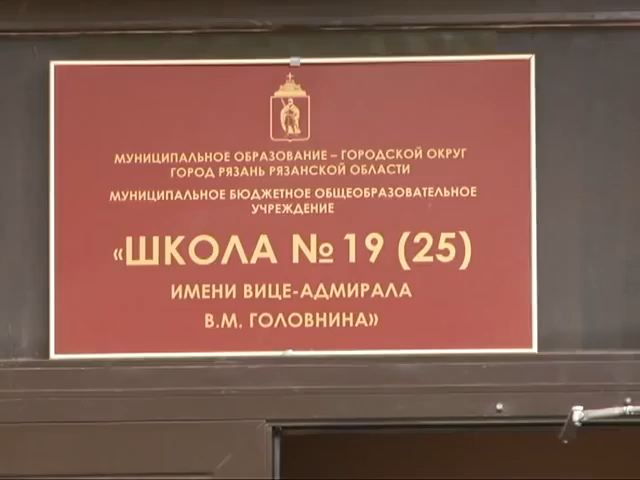 МУНИЦИПАЛЬНОЕ ОБРАЗОВАНИЕ – ГОРОДСКОЙ ОКРУГ
ГОРОД РЯЗАНЬ РЯЗАНСКОЙ ОБЛАСТИ
МУНИЦИПАЛЬНОЕ БЮДЖЕТНОЕ ОБЩЕОБРАЗОВАТЕЛЬНОЕ
УЧРЕЖДЕНИЕ
«ШКОЛА № 19 (25)
ИМЕНИ ВИЦЕ-АДМИРАЛА
В.М. ГОЛОВНИНА»